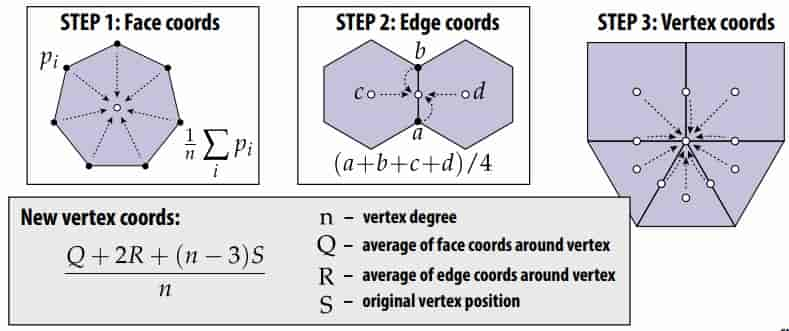 STEP 1: Face coords
p_i
\frac{1}{n} \sum_i p_i
STEP 2: Edge coords
b
c
d
a
(a+b+c+d)/4
STEP 3: Vertex coords
New vertex coords:
\frac{Q + 2R + (n - 3)S}{n}
n – vertex degree
Q – average of face coords around vertex
R – average of edge coords around vertex
S – original vertex position